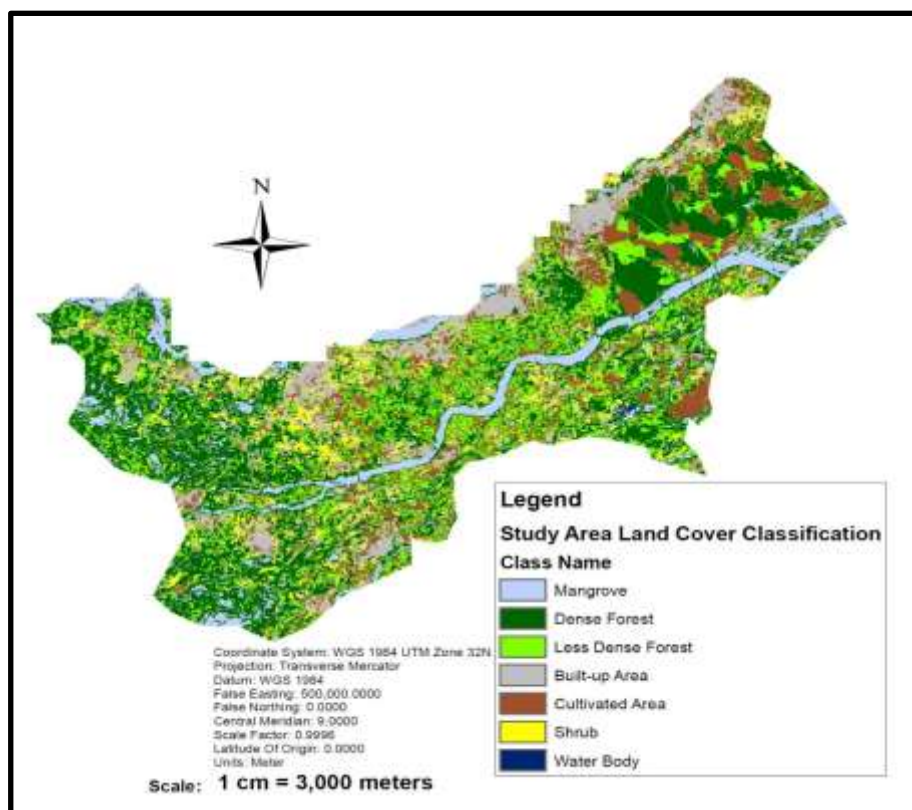 N
Legend
Study Area Land Cover Classification
Class Name
Mangrove
Dense Forest
Less Dense Forest
Built-up Area
Cultivated Area
Shrub
Water Body
Coordinate System: WGS 1984 UTM Zone 32N
Projection: Transverse Mercator
Datum: WGS 1984
False Easting: 500,000.0000
False Northing: 0.0000
Central Meridian: 9.0000
Scale Factor: 0.9996
Latitude Of Origin: 0.0000
Units: Meter
Scale: 1 cm = 3,000 meters